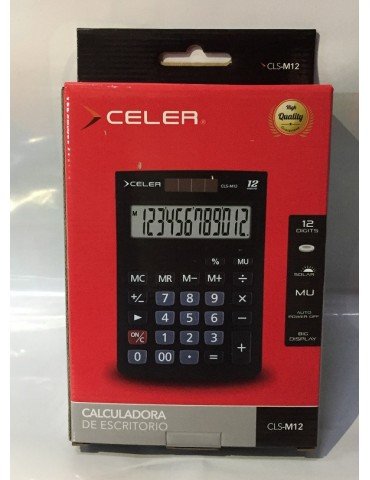 CLS-M12
CELER
High
Quality
CELER
CLS-M12
12
M
123456789012.
% MU
MC MR M− M+ ÷
+/− 7 8 9 ×
► 4 5 6 −
ON/C 1 2 3 +
0 00 • =
12
DIGITS
SOLAR
MU
AUTO
POWER OFF
BIG
DISPLAY
CALCULADORA
DE ESCRITORIO
CLS-M12